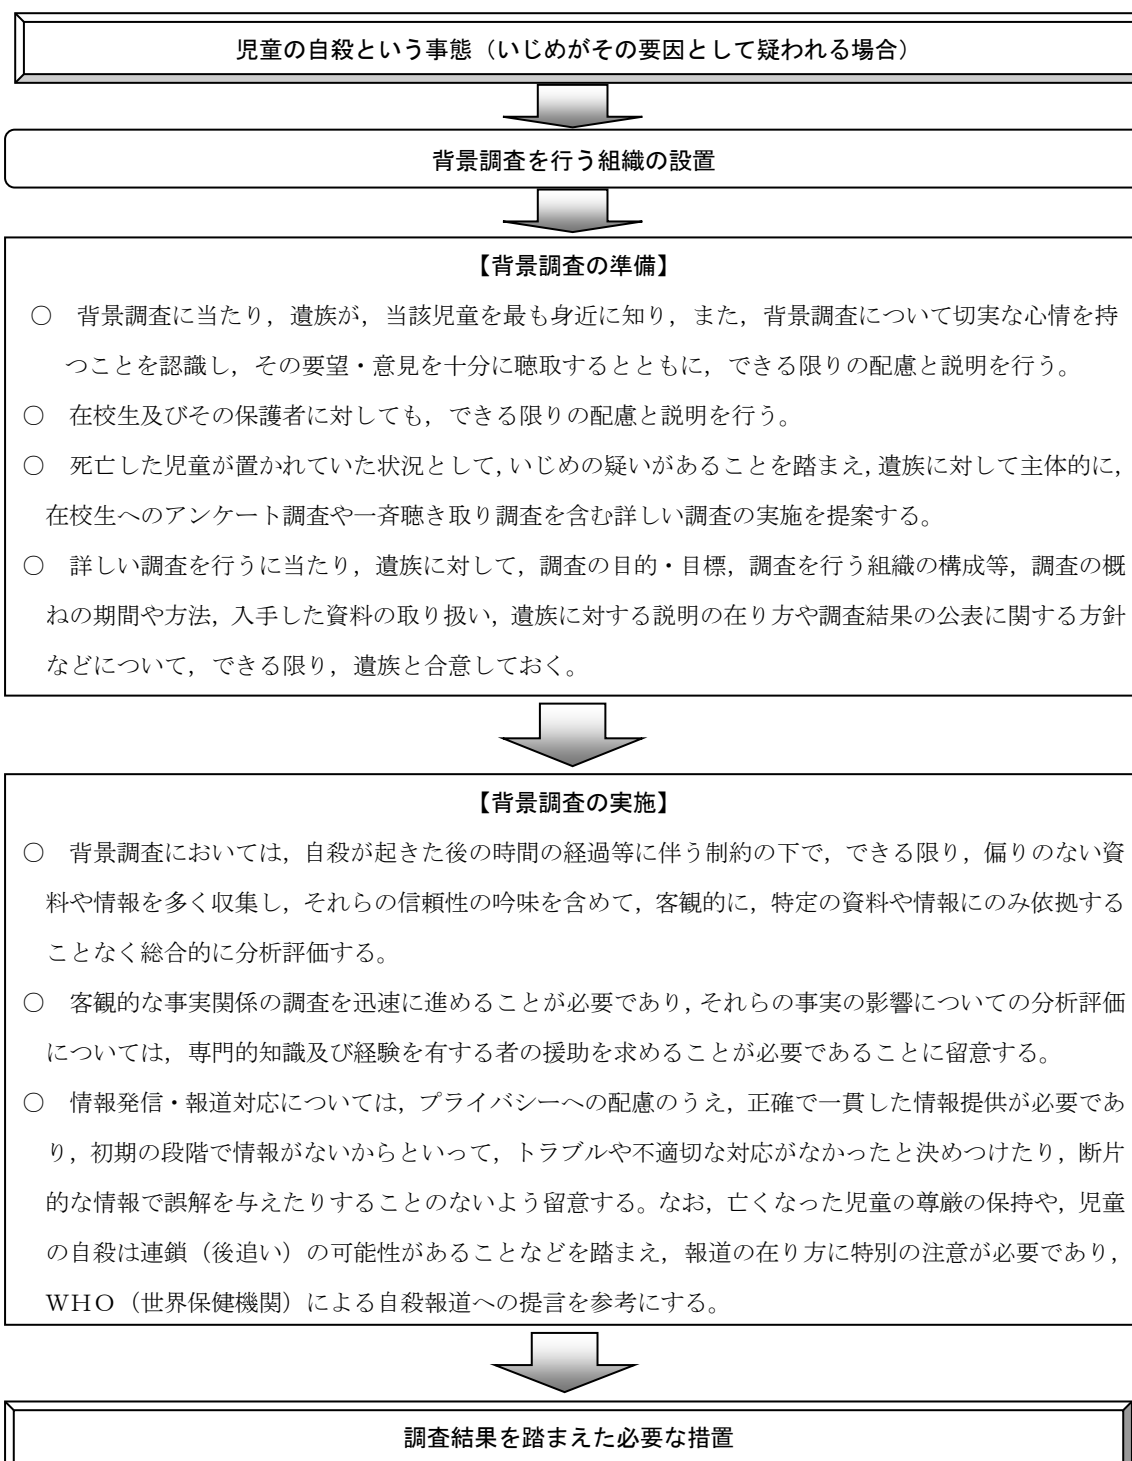 児童の自殺という事態(いじめがその要因として疑われる場合)
背景調査を行う組織の設置
【背景調査の準備】
○ 背景調査に当たり,遺族が,当該児童を最も身近に知り,また,背景調査について切実な心情を持
つことを認識し,その要望・意見を十分に聴取するとともに,できる限りの配慮と説明を行う。
○ 在校生及びその保護者に対しても,できる限りの配慮と説明を行う。
○ 死亡した児童が置かれていた状況として,いじめの疑いがあることを踏まえ,遺族に対して主体的に,
在校生へのアンケート調査や一斉聴き取り調査を含む詳しい調査の実施を提案する。
○ 詳しい調査を行うに当たり,遺族に対して,調査の目的・目標,調査を行う組織の構成等,調査の概
ねの期間や方法,入手した資料の取り扱い,遺族に対する説明の在り方や調査結果の公表に関する方針
などについて,できる限り,遺族と合意しておく。
【背景調査の実施】
○ 背景調査においては,自殺が起きた後の時間の経過等に伴う制約の下で,できる限り,偏りのない資
料や情報を多く収集し,それらの信頼性の吟味を含めて,客観的に,特定の資料や情報にのみ依拠する
ことなく総合的に分析評価する。
○ 客観的な事実関係の調査を迅速に進めることが必要であり,それらの事実の影響についての分析評価
については,専門的知識及び経験を有する者の援助を求めることが必要であることに留意する。
○ 情報発信・報道対応については,プライバシーへの配慮のうえ,正確で一貫した情報提供が必要であ
り,初期の段階で情報がないからといって,トラブルや不適切な対応がなかったと決めつけたり,断片
的な情報で誤解を与えたりすることのないよう留意する。なお,亡くなった児童の尊厳の保持や,児童
の自殺は連鎖(後追い)の可能性があることなどを踏まえ,報道の在り方に特別の注意が必要であり,
WHO(世界保健機関)による自殺報道への提言を参考にする。
調査結果を踏まえた必要な措置